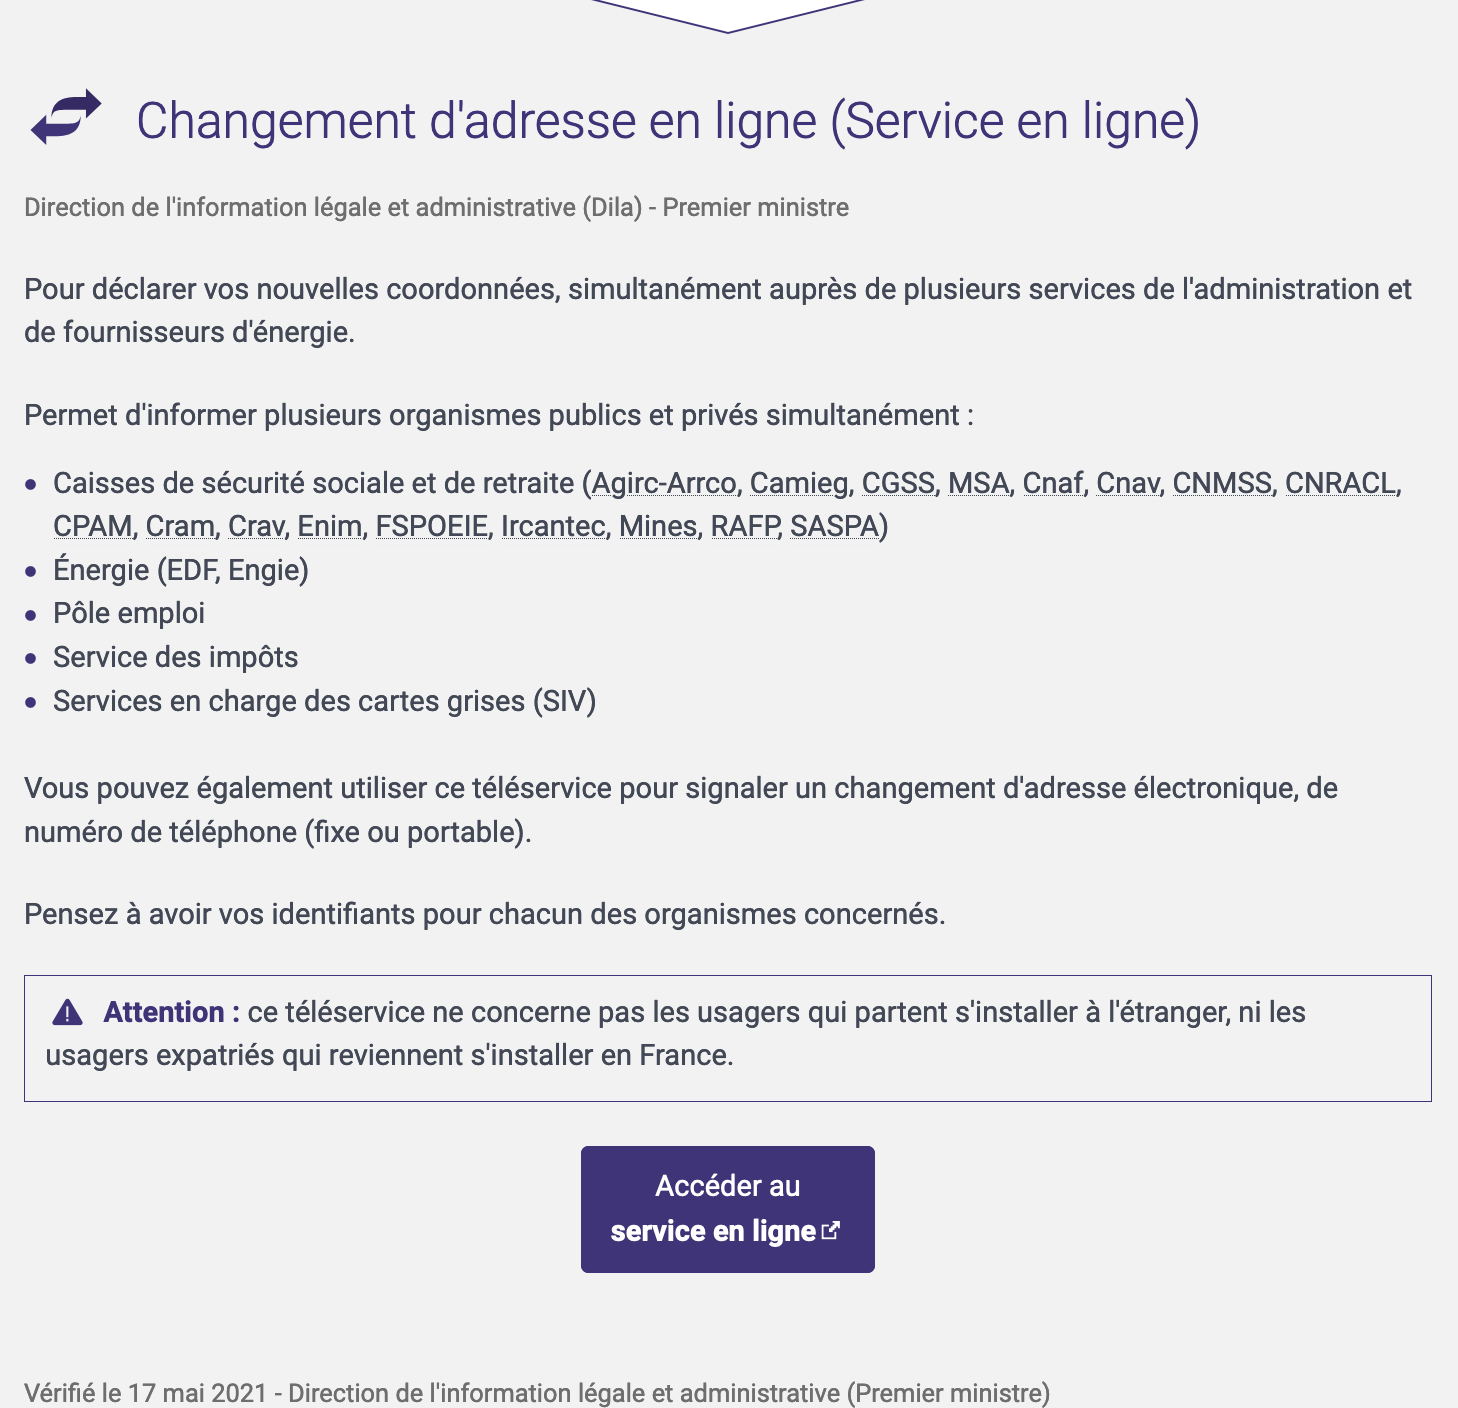 Changement d'adresse en ligne (Service en ligne)
Direction de l'information légale et administrative (Dila) - Premier ministre
Pour déclarer vos nouvelles coordonnées, simultanément auprès de plusieurs services de l'administration et
de fournisseurs d'énergie.
Permet d'informer plusieurs organismes publics et privés simultanément :
• Caisses de sécurité sociale et de retraite (Agirc-Arrco, Camieg, CGSS, MSA, Cnaf, Cnav, CNMSS, CNRACL,
CPAM, Cram, Crav, Enim, FSPOEIE, Ircantec, Mines, RAFP, SASPA)
• Énergie (EDF, Engie)
• Pôle emploi
• Service des impôts
• Services en charge des cartes grises (SIV)
Vous pouvez également utiliser ce téléservice pour signaler un changement d'adresse électronique, de
numéro de téléphone (fixe ou portable).
Pensez à avoir vos identifiants pour chacun des organismes concernés.
Attention : ce téléservice ne concerne pas les usagers qui partent s'installer à l'étranger, ni les
usagers expatriés qui reviennent s'installer en France.
Accéder au
service en ligne
Vérifié le 17 mai 2021 - Direction de l'information légale et administrative (Premier ministre)